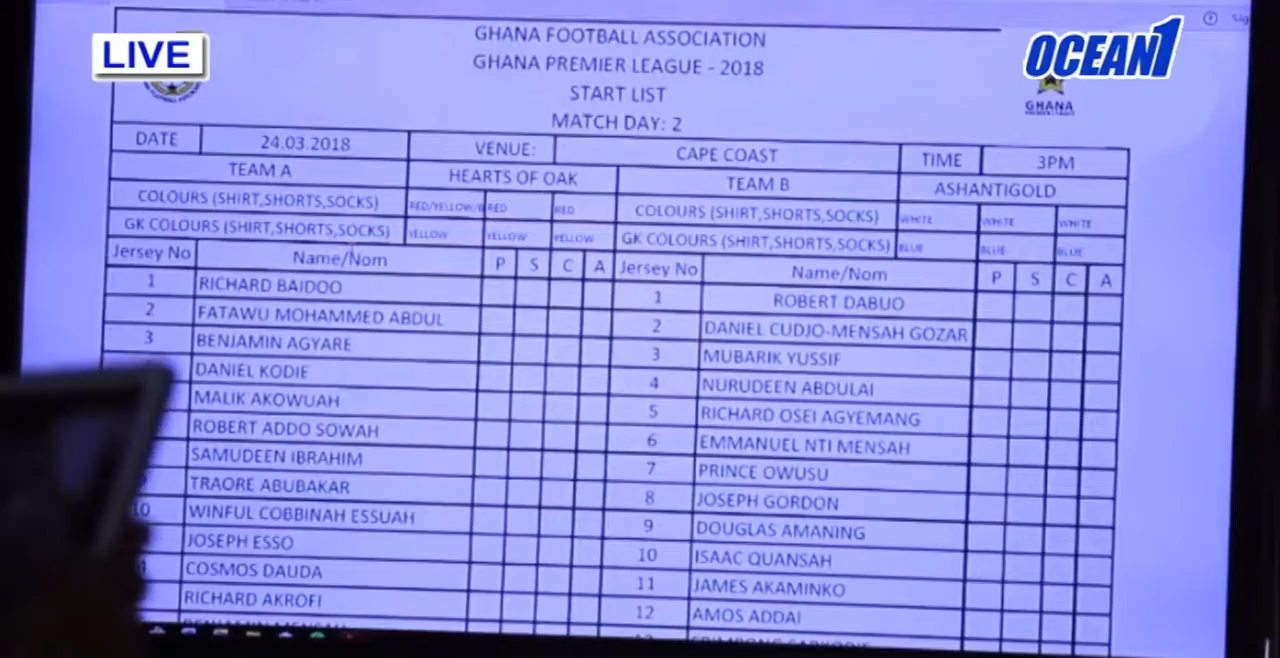 LIVE
OCEAN1
GHANA FOOTBALL ASSOCIATION
GHANA PREMIER LEAGUE - 2018
START LIST
MATCH DAY: 2
GHANA
DATE 24.03.2018 VENUE: CAPE COAST TIME 3PM
TEAM A HEARTS OF OAK TEAM B ASHANTIGOLD
COLOURS (SHIRT,SHORTS,SOCKS) RED/YELLOW/B RED RED COLOURS (SHIRT,SHORTS,SOCKS) WHITE WHITE WHITE
GK COLOURS (SHIRT,SHORTS,SOCKS) YELLOW YELLOW YELLOW GK COLOURS (SHIRT,SHORTS,SOCKS) BLUE BLUE BLUE
Jersey No Name/Nom P S C A Jersey No Name/Nom P S C A
1 RICHARD BAIDOO 1 ROBERT DABUO
2 FATAWU MOHAMMED ABDUL 2 DANIEL CUDJO-MENSAH GOZAR
3 BENJAMIN AGYARE 3 MUBARIK YUSSIF
DANIEL KODIE 4 NURUDEEN ABDULAI
MALIK AKOWUAH 5 RICHARD OSEI AGYEMANG
ROBERT ADDO SOWAH 6 EMMANUEL NTI MENSAH
SAMUDEEN IBRAHIM 7 PRINCE OWUSU
TRAORE ABUBAKAR 8 JOSEPH GORDON
10 WINFUL COBBINAH ESSUAH 9 DOUGLAS AMANING
JOSEPH ESSO 10 ISAAC QUANSAH
COSMOS DAUDA 11 JAMES AKAMINKO
RICHARD AKROFI 12 AMOS ADDAI